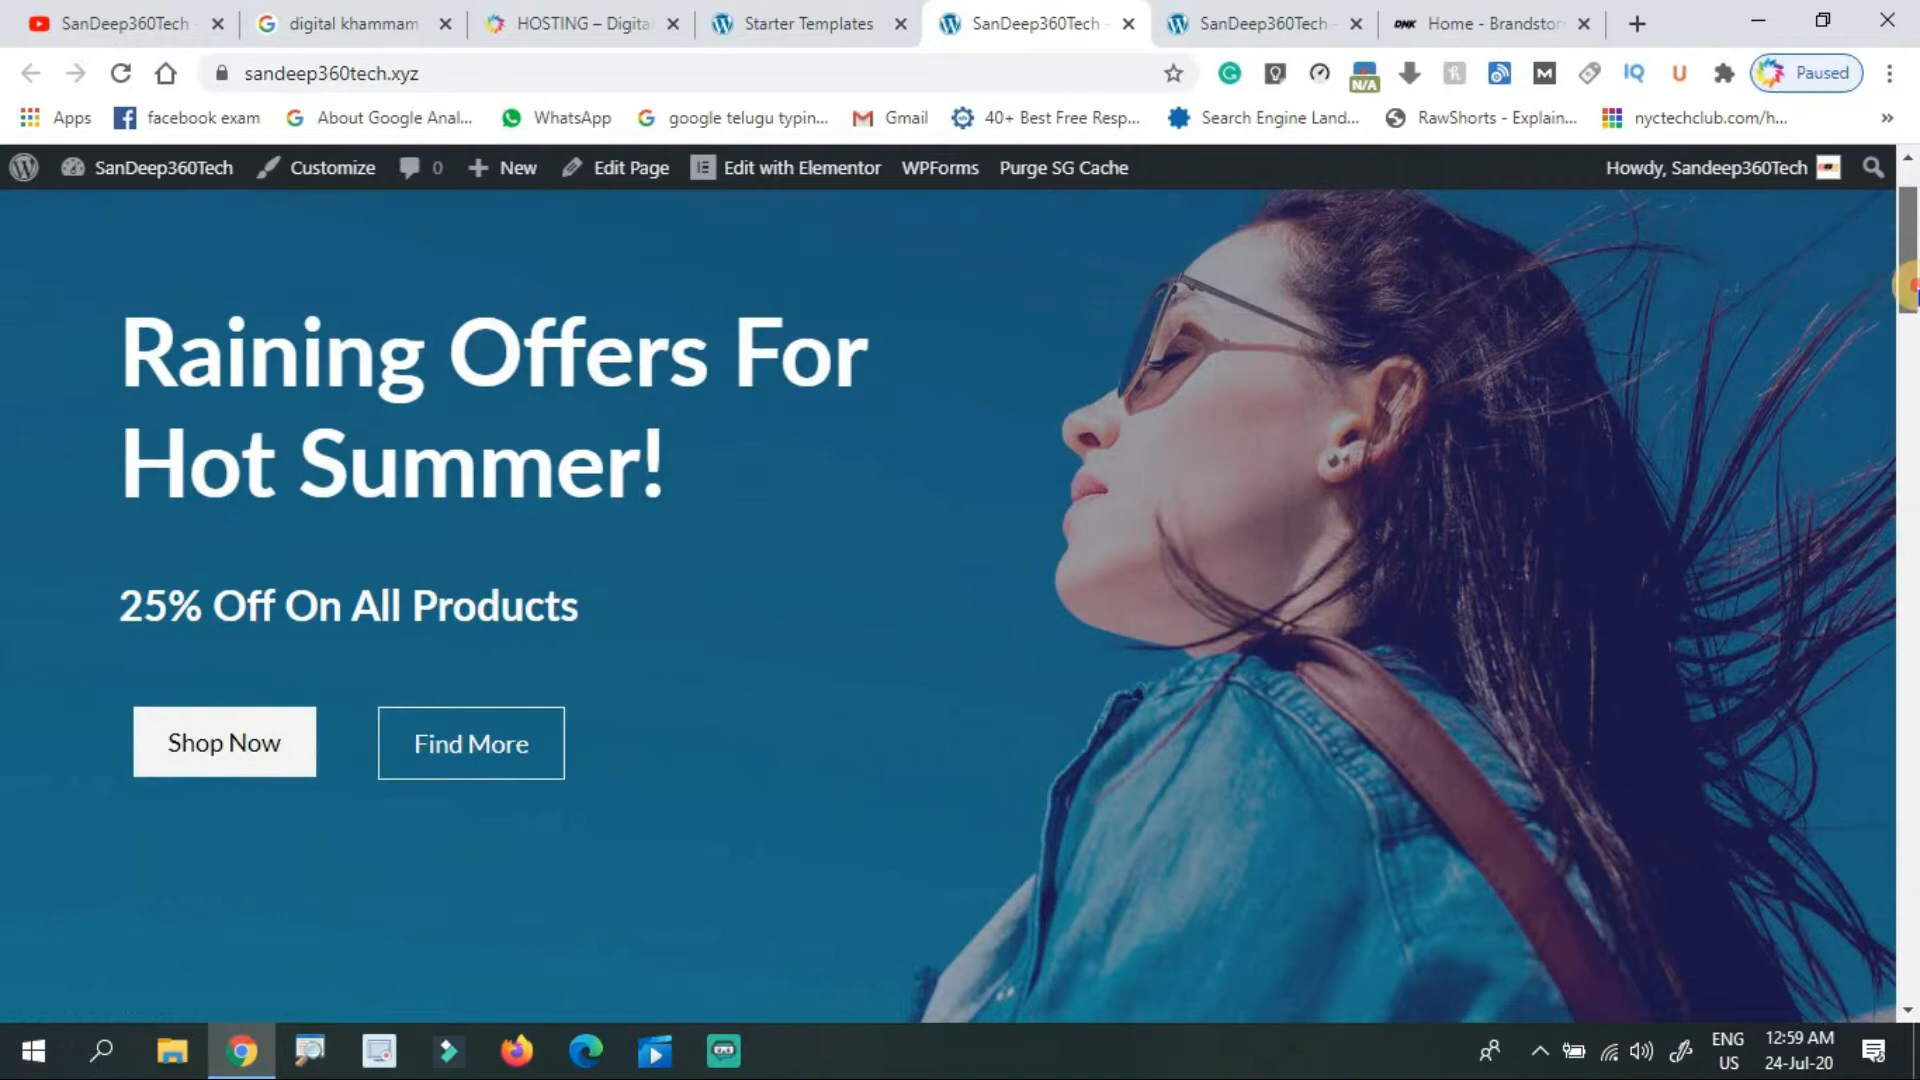 SanDeep360Tech
digital khammam
HOSTING – Digital
Starter Templates
SanDeep360Tech -
SanDeep360Tech -
DNK Home - Brandstor
sandeep360tech.xyz
N/A
IQ
Paused
Apps
facebook exam
About Google Anal...
WhatsApp
google telugu typin...
Gmail
40+ Best Free Resp...
Search Engine Land...
RawShorts - Explain...
nyctechclub.com/h...
»
SanDeep360Tech
Customize
0
New
Edit Page
Edit with Elementor
WPForms
Purge SG Cache
Howdy, Sandeep360Tech
Raining Offers For
Hot Summer!
25% Off On All Products
Shop Now
Find More
ENG
US
12:59 AM
24-Jul-20